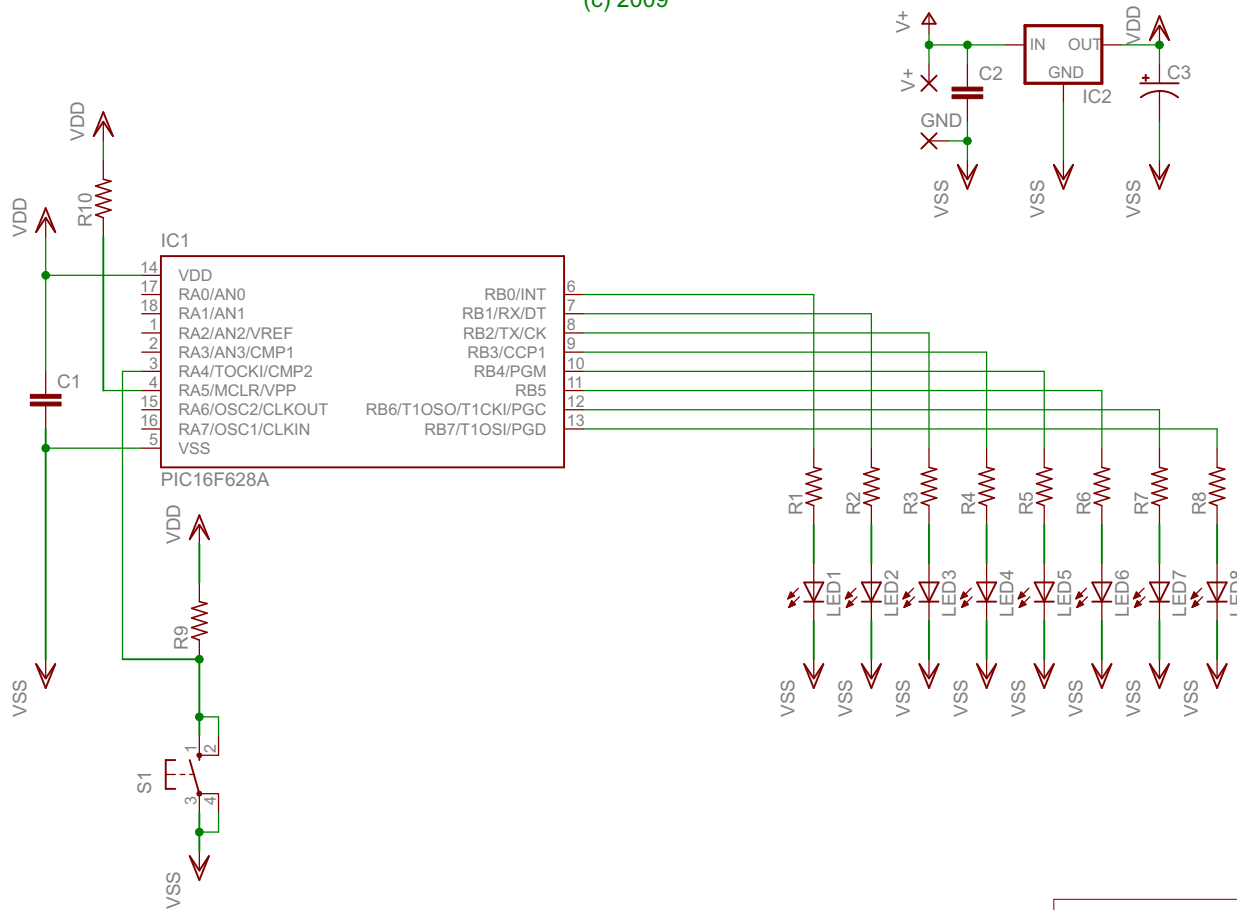 (c) 2009
V+
V+
GND
C2
IN
OUT
GND
IC2
VDD
C3
VSS
VSS
VSS
VDD
R10
VDD
C1
VSS
IC1
14 VDD
17 RA0/AN0
18 RA1/AN1
1 RA2/AN2/VREF
2 RA3/AN3/CMP1
3 RA4/TOCKI/CMP2
4 RA5/MCLR/VPP
15 RA6/OSC2/CLKOUT
16 RA7/OSC1/CLKIN
5 VSS
RB0/INT 6
RB1/RX/DT 7
RB2/TX/CK 8
RB3/CCP1 9
RB4/PGM 10
RB5 11
RB6/T1OSO/T1CKI/PGC 12
RB7/T1OSI/PGD 13
PIC16F628A
VDD
R9
S1
1
2
3
4
VSS
R1
R2
R3
R4
R5
R6
R7
R8
LED1
LED2
LED3
LED4
LED5
LED6
LED7
LED8
VSS
VSS
VSS
VSS
VSS
VSS
VSS
VSS